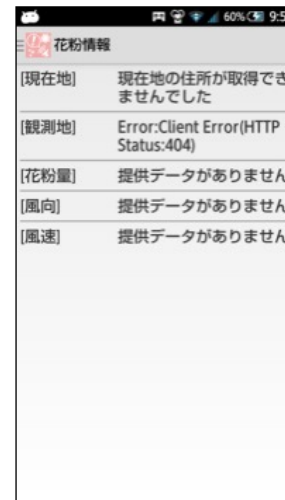 60% 9:5
花粉情報
[現在地] 現在地の住所が取得でき
ませんでした
[観測地] Error:Client Error(HTTP
Status:404)
[花粉量] 提供データがありません
[風向] 提供データがありません
[風速] 提供データがありません